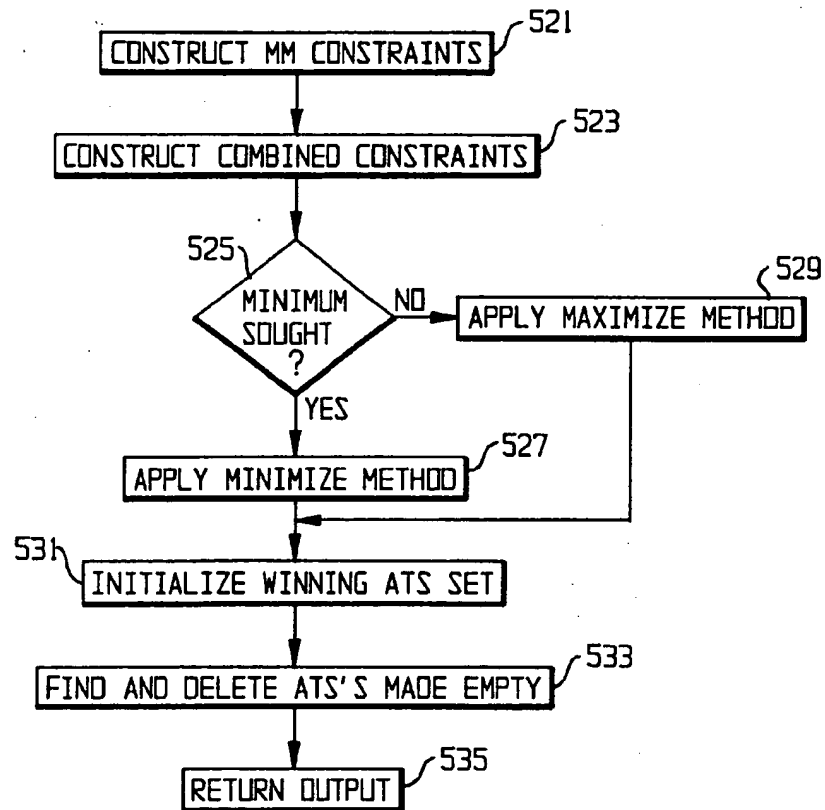 521
CONSTRUCT MM CONSTRAINTS
523
CONSTRUCT COMBINED CONSTRAINTS
525
MINIMUM
SOUGHT
?
NO
529
APPLY MAXIMIZE METHOD
YES
527
APPLY MINIMIZE METHOD
531
INITIALIZE WINNING ATS SET
533
FIND AND DELETE ATS'S MADE EMPTY
535
RETURN OUTPUT